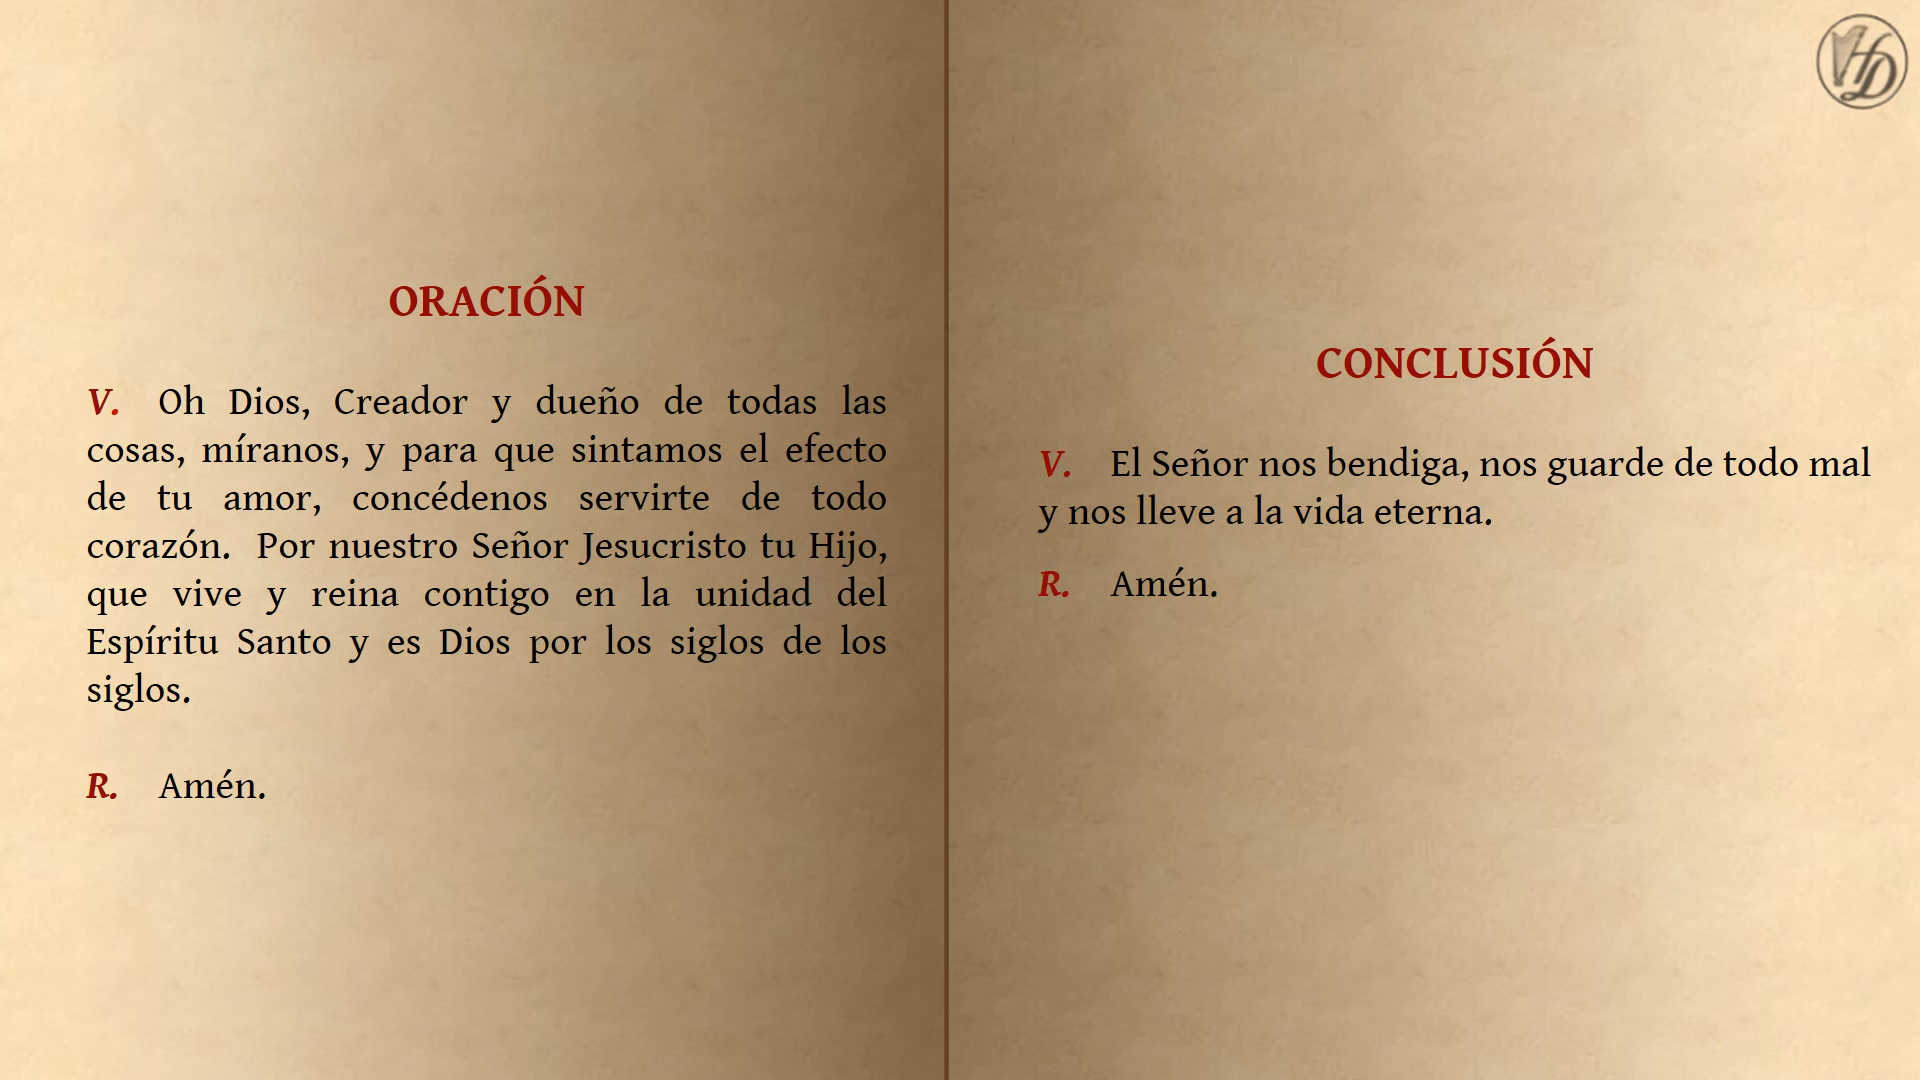 ORACIÓN
V. Oh Dios, Creador y dueño de todas las
cosas, míranos, y para que sintamos el efecto
de tu amor, concédenos servirte de todo
corazón. Por nuestro Señor Jesucristo tu Hijo,
que vive y reina contigo en la unidad del
Espíritu Santo y es Dios por los siglos de los
siglos.
R. Amén.
CONCLUSIÓN
V. El Señor nos bendiga, nos guarde de todo mal
y nos lleve a la vida eterna.
R. Amén.
HD